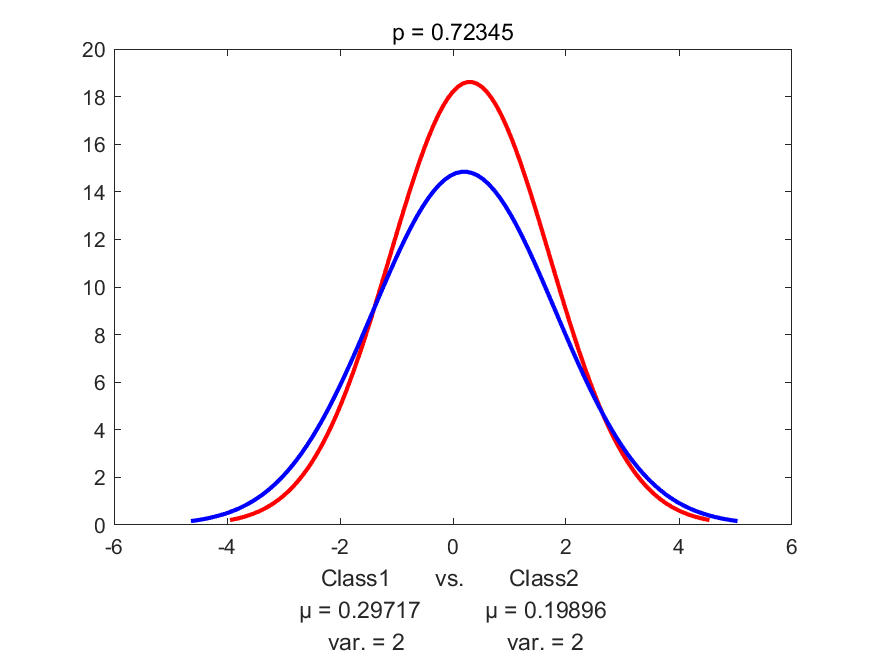 p = 0.72345
20
18
16
14
12
10
8
6
4
2
0
-6 -4 -2 0 2 4 6
Class1 vs. Class2
μ = 0.29717 μ = 0.19896
var. = 2 var. = 2